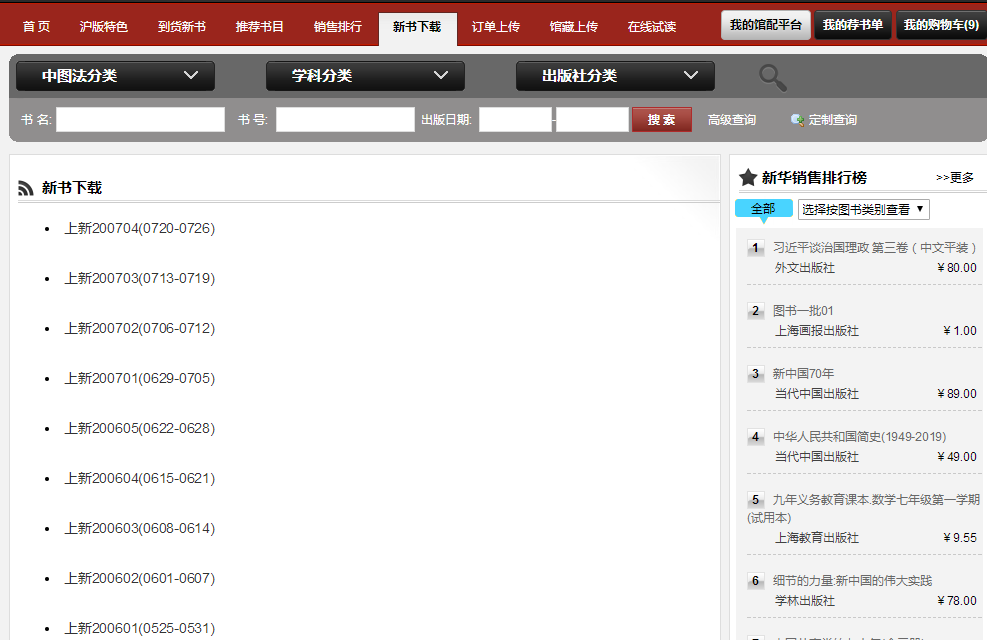 首 页 沪版特色 到货新书 推荐书目 销售排行 新书下载 订单上传 馆藏上传 在线试读 我的馆配平台 我的荐书单 我的购物车(9)
中图法分类 学科分类 出版社分类
书 名: 书 号: 出版日期: - 搜 索 高级查询 定制查询
新书下载
上新200704(0720-0726)
上新200703(0713-0719)
上新200702(0706-0712)
上新200701(0629-0705)
上新200605(0622-0628)
上新200604(0615-0621)
上新200603(0608-0614)
上新200602(0601-0607)
上新200601(0525-0531)
新华销售排行榜 >>更多
全部 选择按图书类别查看
1 习近平谈治国理政 第三卷（中文平装）
外文出版社 ¥ 80.00
2 图书一批01
上海画报出版社 ¥ 1.00
3 新中国70年
当代中国出版社 ¥ 89.00
4 中华人民共和国简史(1949-2019)
当代中国出版社 ¥ 49.00
5 九年义务教育课本.数学七年级第一学期
(试用本)
上海教育出版社 ¥ 9.55
6 细节的力量:新中国的伟大实践
学林出版社 ¥ 78.00